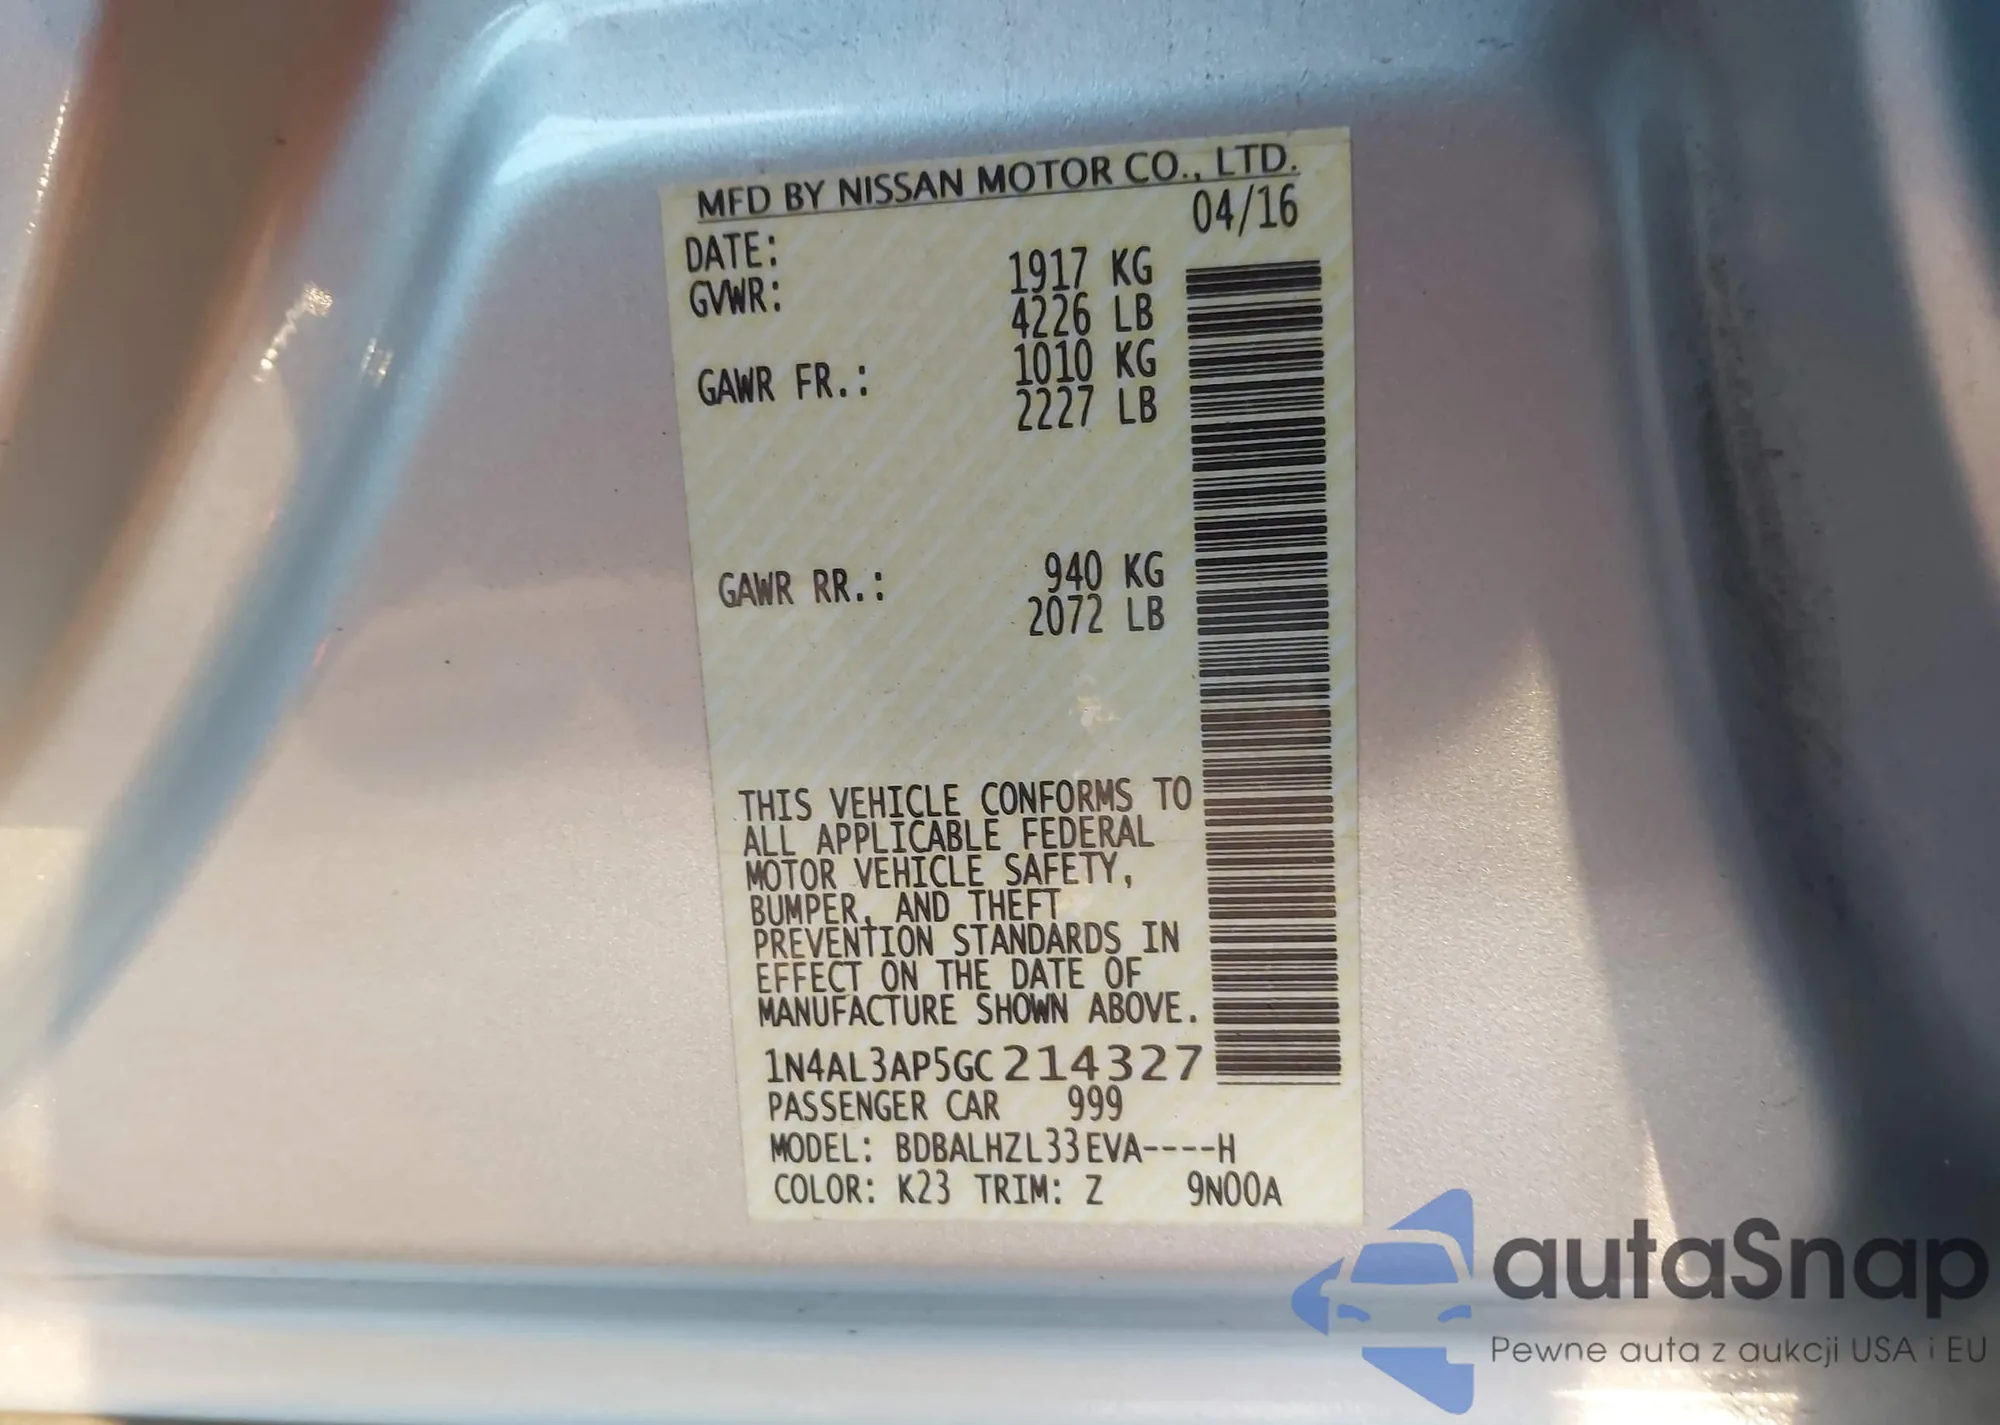 MFD BY NISSAN MOTOR CO., LTD.
DATE: 04/16
GVWR: 1917 KG
4226 LB
GAWR FR.: 1010 KG
2227 LB
GAWR RR.: 940 KG
2072 LB
THIS VEHICLE CONFORMS TO
ALL APPLICABLE FEDERAL
MOTOR VEHICLE SAFETY,
BUMPER, AND THEFT
PREVENTION STANDARDS IN
EFFECT ON THE DATE OF
MANUFACTURE SHOWN ABOVE.
1N4AL3AP5GC214327
PASSENGER CAR 999
MODEL: BDBALHZL33EVA----H
COLOR: K23 TRIM: Z 9N00A
autaSnap
Pewne auta z aukcji USA i EU